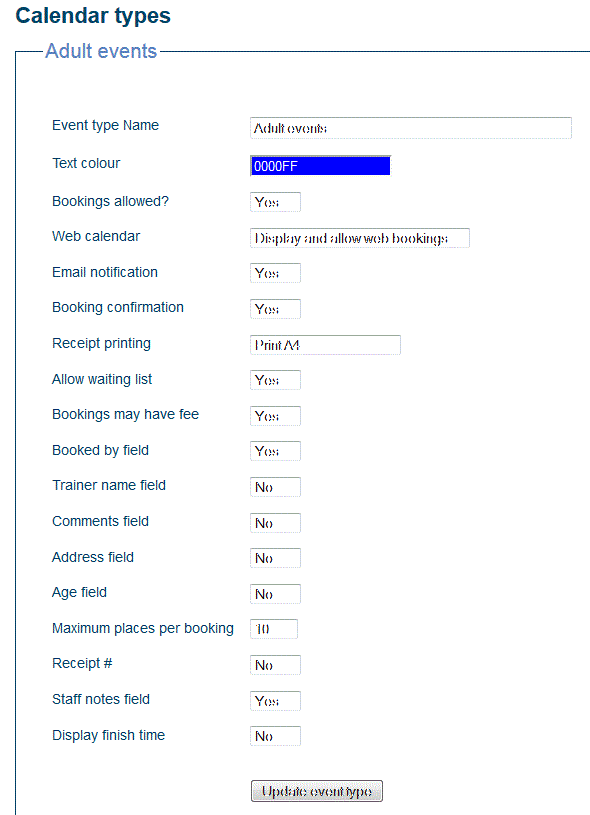 Calendar types
Adult events
Event type Name Adult events
Text colour 0000FF
Bookings allowed? Yes
Web calendar Display and allow web bookings
Email notification Yes
Booking confirmation Yes
Receipt printing Print A4
Allow waiting list Yes
Bookings may have fee Yes
Booked by field Yes
Trainer name field No
Comments field No
Address field No
Age field No
Maximum places per booking 10
Receipt # No
Staff notes field Yes
Display finish time No
Update event type